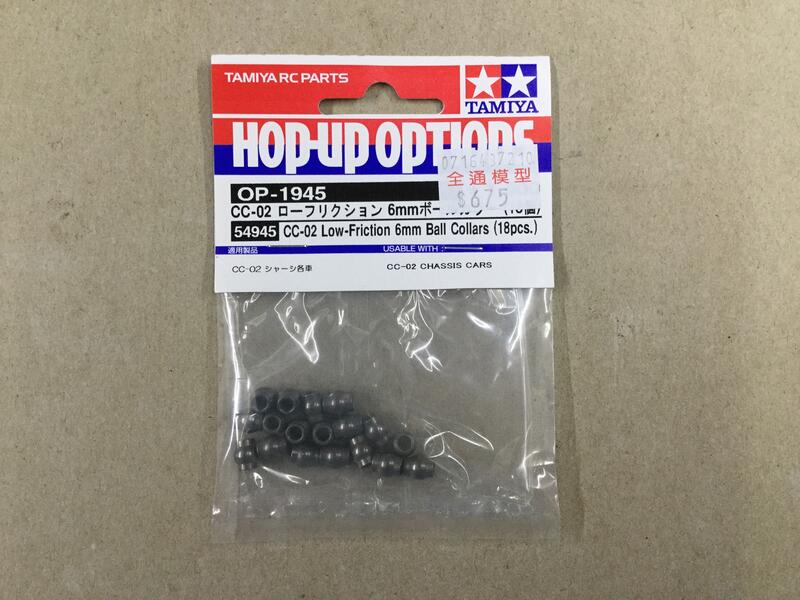 TAMIYA RC PARTS
TAMIYA
HOP-UP OPTIONS
0716437210
全通模型
$675
OP-1945
CC-02 ローフリクション 6mmボー
54945 CC-02 Low-Friction 6mm Ball Collars (18pcs.)
適用製品 USABLE WITH :
CC-02 シャーシ各車 CC-02 CHASSIS CARS